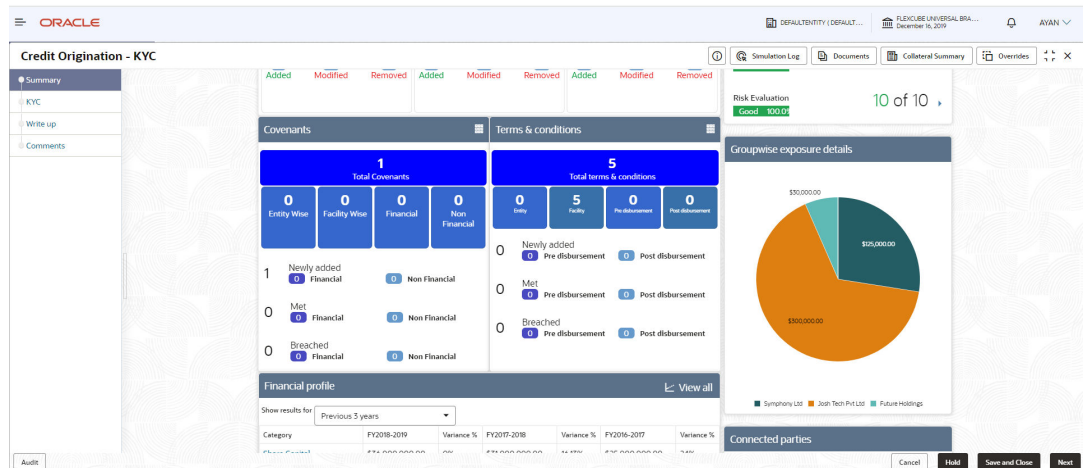 ORACLE
DEFAULTENTITY ( DEFAULT...
FLEXCUBE UNIVERSAL BRA...
December 16, 2019
AYAN
Credit Origination - KYC
Simulation Log
Documents
Collateral Summary
Overrides
Summary
KYC
Write up
Comments
Added Modified Removed Added Modified Removed Added Modified Removed
Risk Evaluation
Good 100.01
10 of 10
Covenants
1
Total Covenants
0 0 0 0
Entity Wise Facility Wise Financial Non Financial
1 Newly added
0 Financial 0 Non Financial
0 Met
0 Financial 0 Non Financial
0 Breached
0 Financial 0 Non Financial
Terms & conditions
5
Total terms & conditions
0 5 0 0
Entity Facility Pre disbursement Post disbursement
0 Newly added
0 Pre disbursement 0 Post disbursement
0 Met
0 Pre disbursement 0 Post disbursement
0 Breached
0 Pre disbursement 0 Post disbursement
Groupwise exposure details
$30,000.00
$125,000.00
$300,000.00
Symphony Ltd Josh Tech Pvt Ltd Future Holdings
Financial profile
View all
Show results for Previous 3 years
Category FY2018-2019 Variance % FY2017-2018 Variance % FY2016-2017 Variance %
Connected parties
Audit
Cancel Hold Save and Close Next